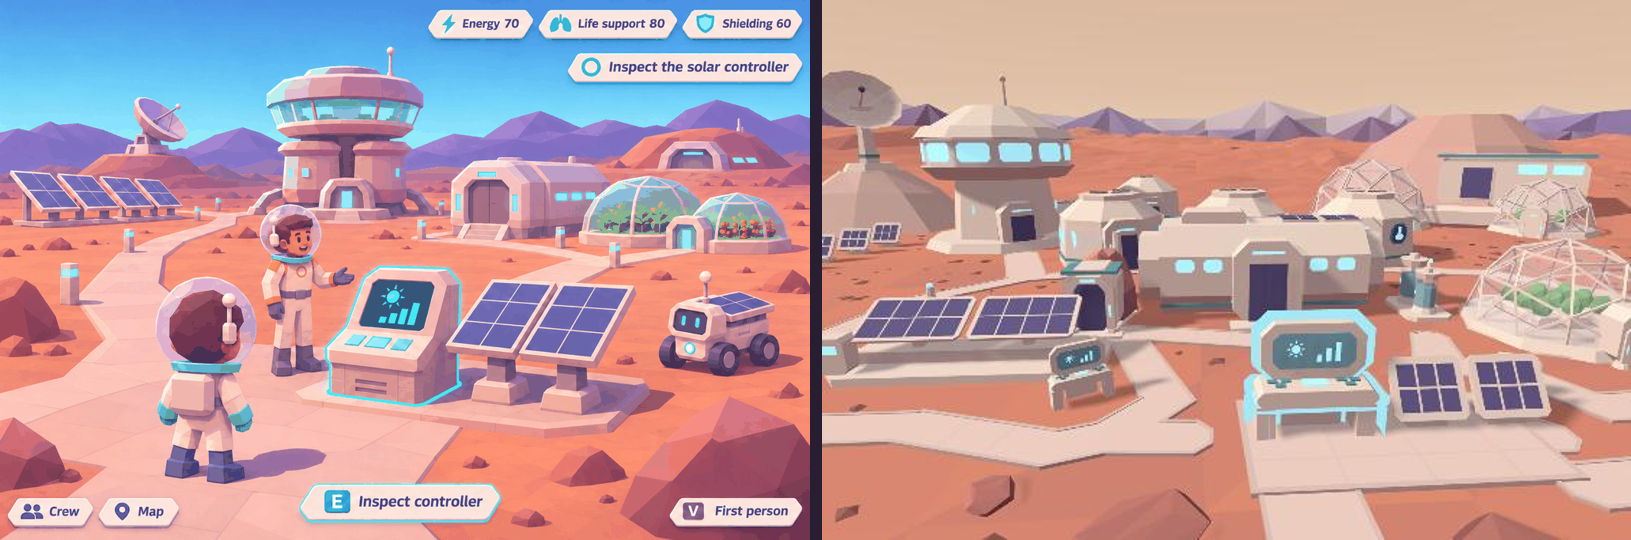 Energy 70
Life support 80
Shielding 60
Inspect the solar controller
E Inspect controller
Crew
Map
V First person